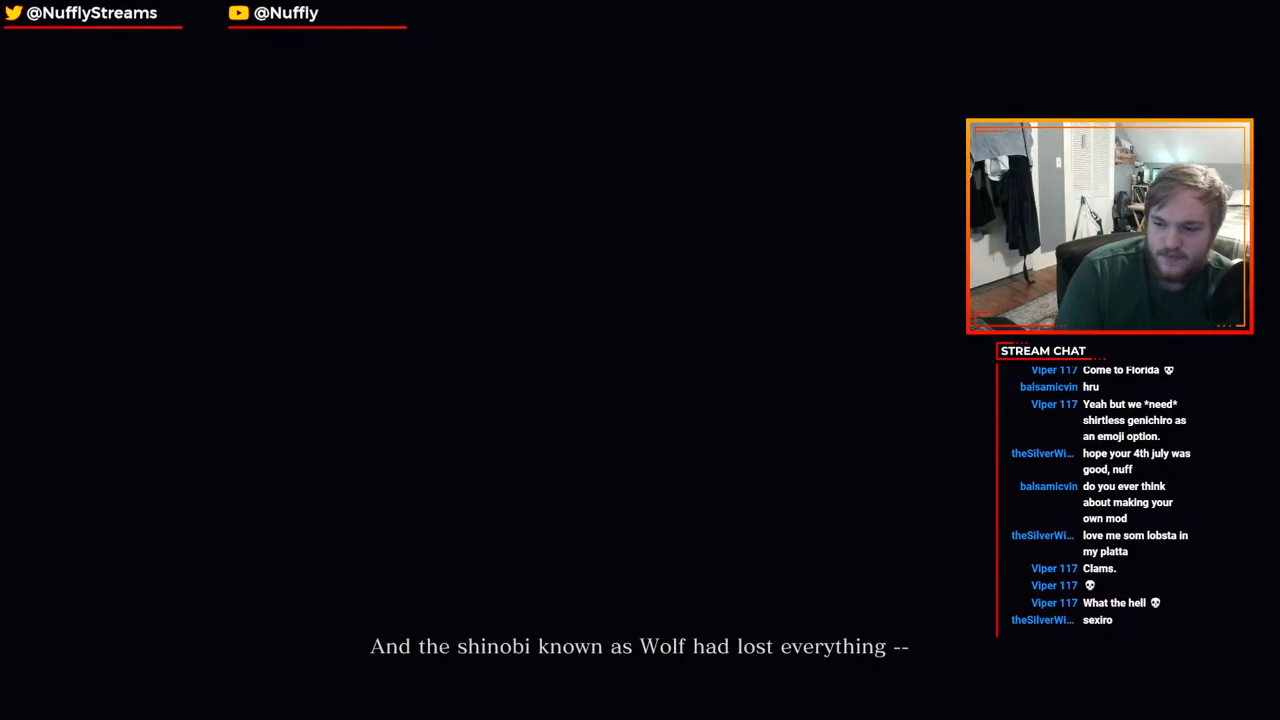 @NufflyStreams
@Nuffly
STREAM CHAT
Viper 117 Come to Florida
balsamicvin hru
Viper 117 Yeah but we *need*
shirtless genichiro as
an emoji option.
theSilverWi... hope your 4th july was
good, nuff
balsamicvin do you ever think
about making your
own mod
theSilverWi... love me som lobsta in
my platta
Viper 117 Clams.
Viper 117 💀
Viper 117 What the hell 💀
theSilverWi... sexiro
And the shinobi known as Wolf had lost everything --